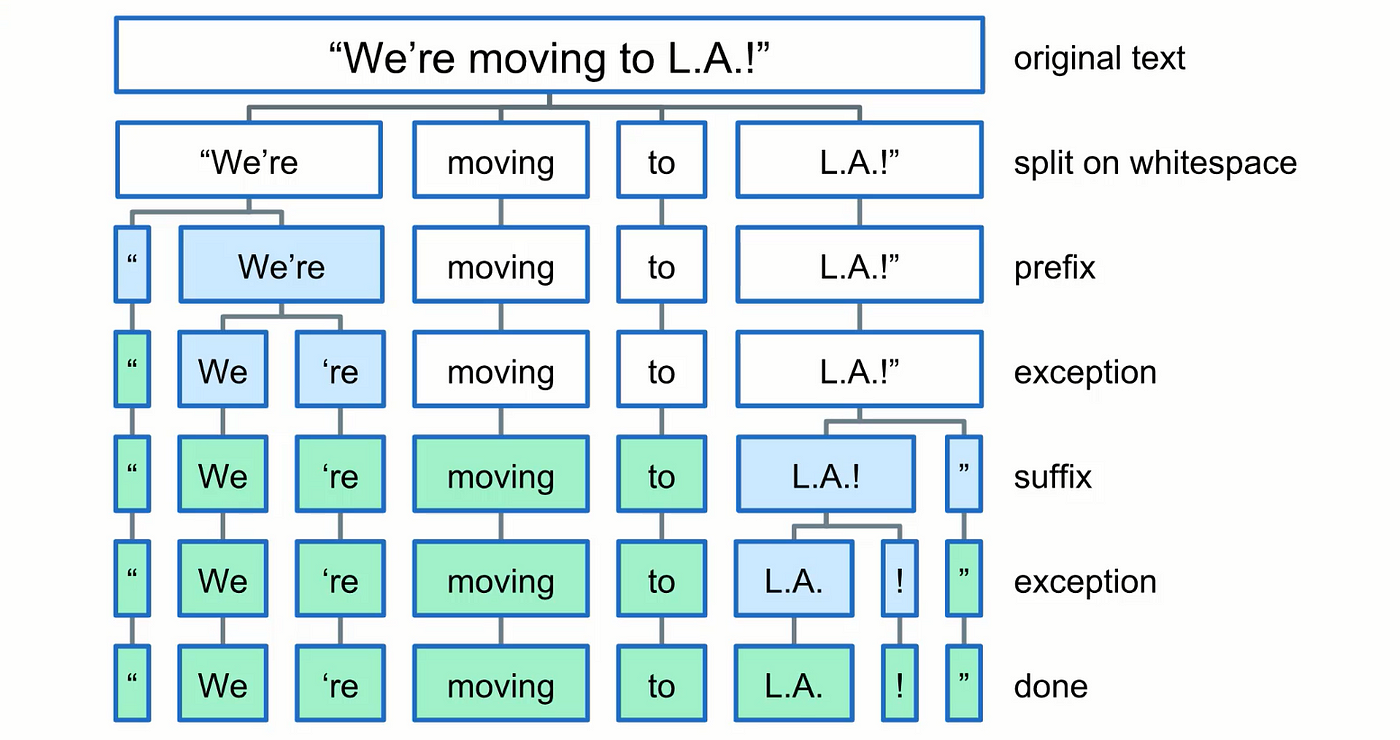 “We’re moving to L.A.!” original text
“We’re moving to L.A.!” split on whitespace
“ We’re moving to L.A.!” prefix
“ We ‘re moving to L.A.!” exception
“ We ‘re moving to L.A.! ” suffix
“ We ‘re moving to L.A. ! ” exception
“ We ‘re moving to L.A. ! ” done